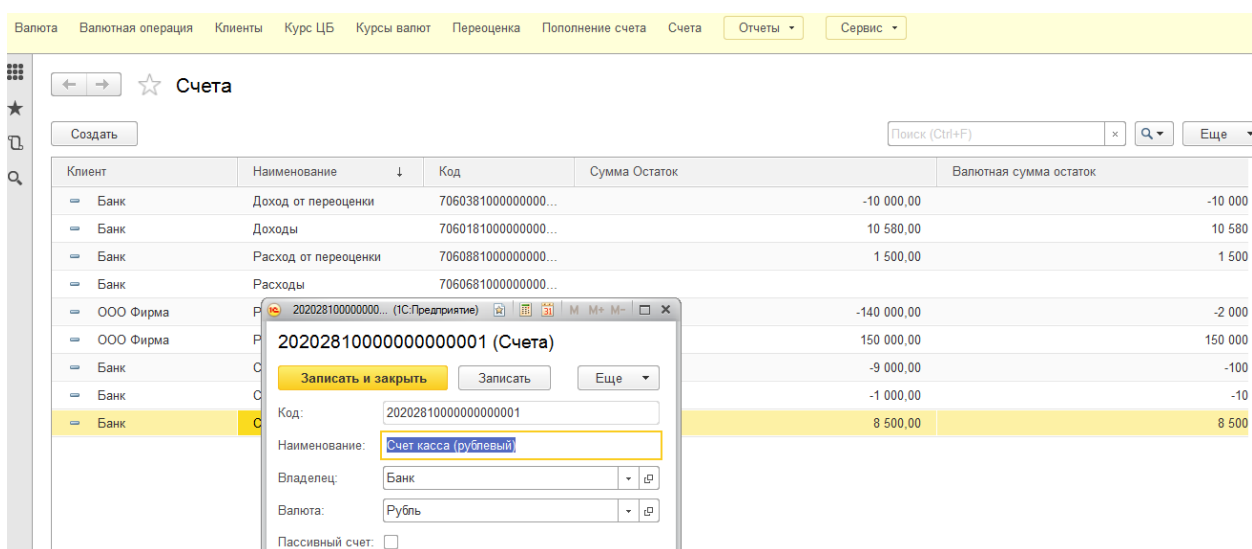 Валюта Валютная операция Клиенты Курс ЦБ Курсы валют Переоценка Пополнение счета Счета Отчеты Сервис
Счета
Создать Поиск (Ctrl+F) × Еще
Клиент Наименование ↓ Код Сумма Остаток Валютная сумма остаток
Банк Доход от переоценки 7060381000000000... -10 000,00 -10 000
Банк Доходы 7060181000000000... 10 580,00 10 580
Банк Расход от переоценки 7060881000000000... 1 500,00 1 500
Банк Расходы 7060681000000000...
ООО Фирма Р -140 000,00 -2 000
ООО Фирма Р 150 000,00 150 000
Банк С -9 000,00 -100
Банк С -1 000,00 -10
Банк С 8 500,00 8 500
202028100000000... (1С:Предприятие) 31 M M+ M-
20202810000000000001 (Счета)
Записать и закрыть Записать Еще
Код: 20202810000000000001
Наименование: Счет касса (рублевый)
Владелец: Банк
Валюта: Рубль
Пассивный счет: